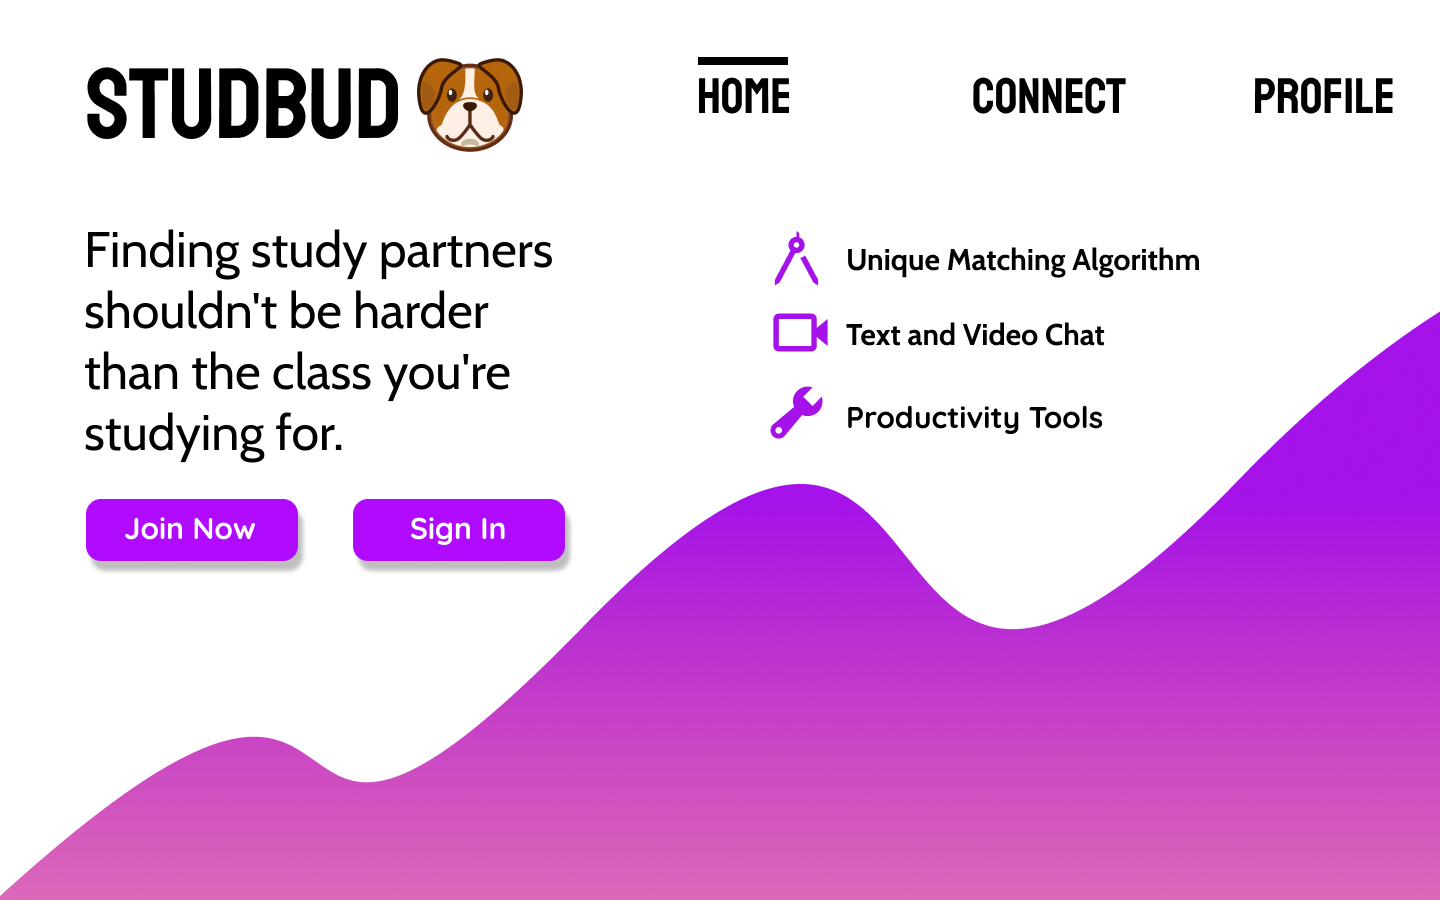 STUDBUD
HOME
CONNECT
PROFILE
Finding study partners
shouldn't be harder
than the class you're
studying for.
Join Now
Sign In
Unique Matching Algorithm
Text and Video Chat
Productivity Tools